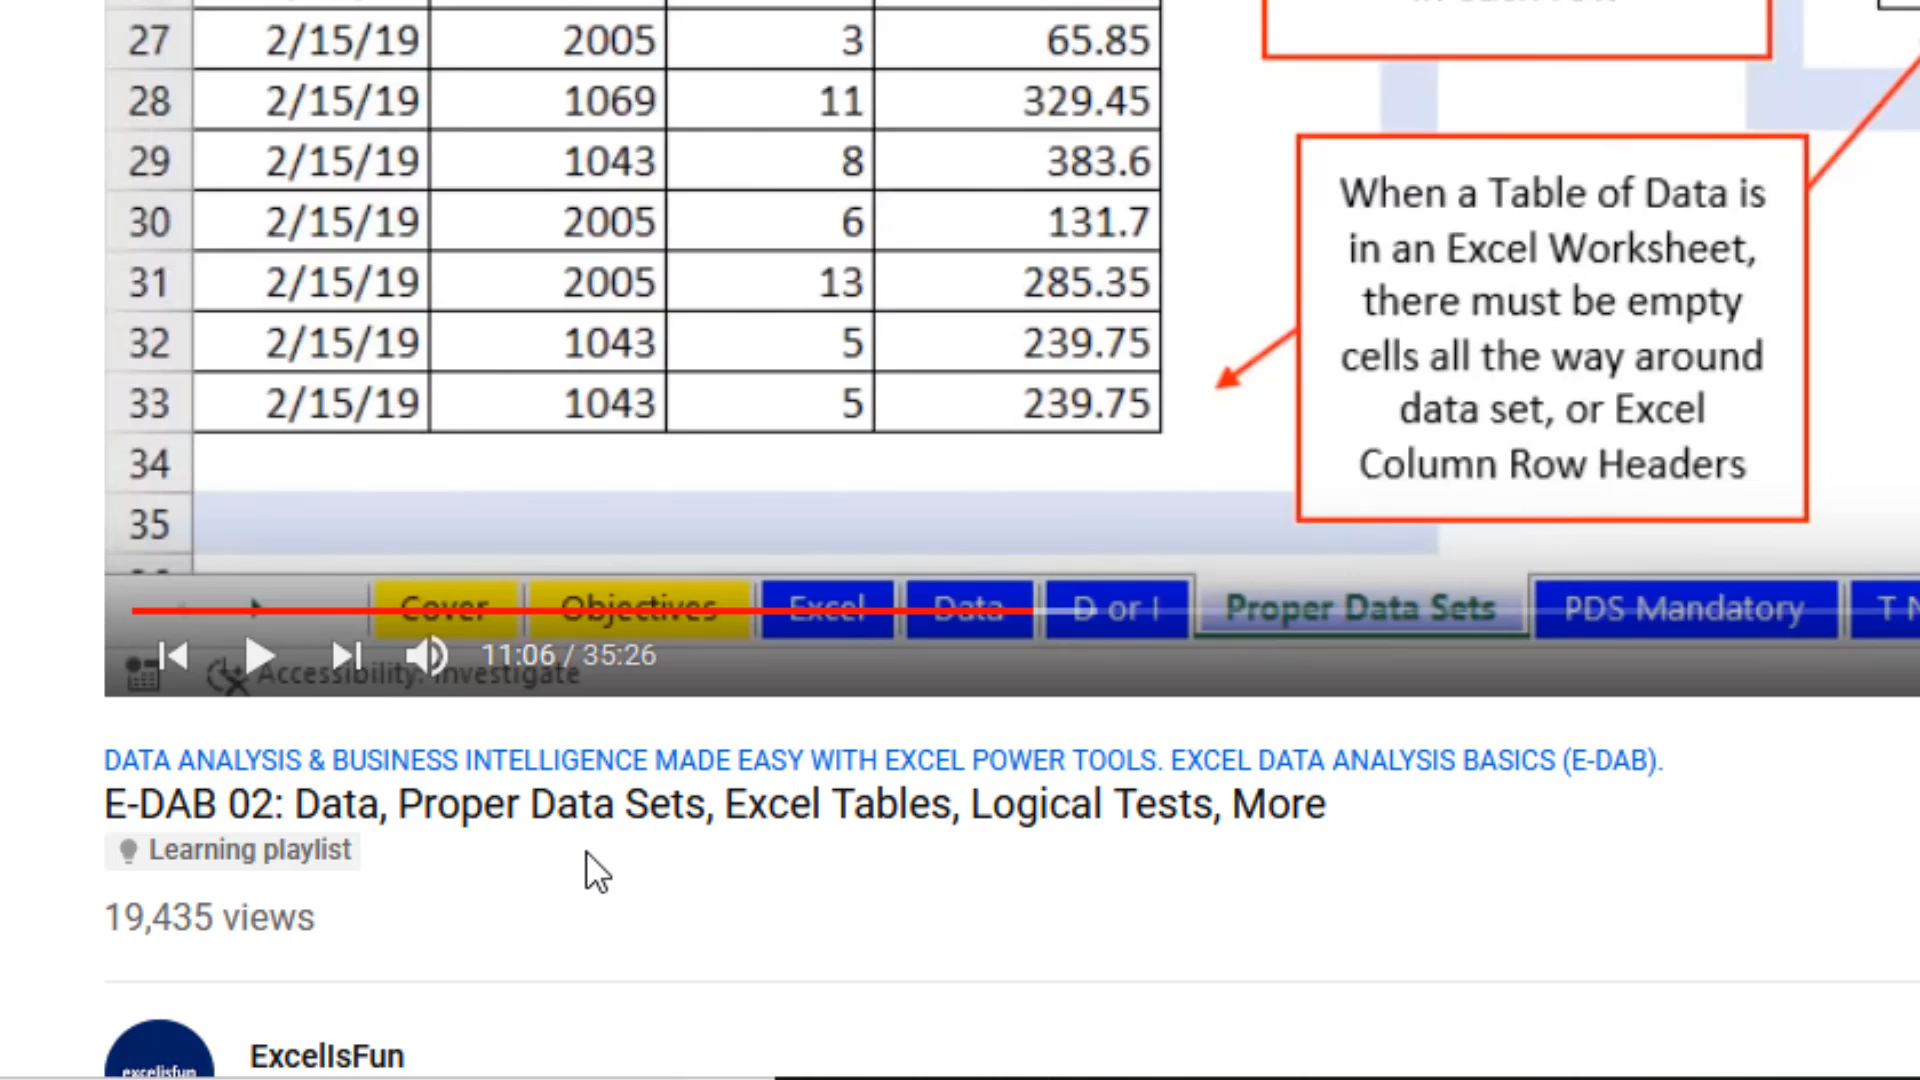 27 2/15/19 2005 3 65.85
28 2/15/19 1069 11 329.45
29 2/15/19 1043 8 383.6
30 2/15/19 2005 6 131.7
31 2/15/19 2005 13 285.35
32 2/15/19 1043 5 239.75
33 2/15/19 1043 5 239.75
34
35
When a Table of Data is
in an Excel Worksheet,
there must be empty
cells all the way around
data set, or Excel
Column Row Headers
Cover Objectives Excel Data D or I Proper Data Sets PDS Mandatory T
11:06 / 35:26
Accessibility: Investigate
DATA ANALYSIS & BUSINESS INTELLIGENCE MADE EASY WITH EXCEL POWER TOOLS. EXCEL DATA ANALYSIS BASICS (E-DAB).
E-DAB 02: Data, Proper Data Sets, Excel Tables, Logical Tests, More
Learning playlist
19,435 views
ExcelIsFun
excelisfun